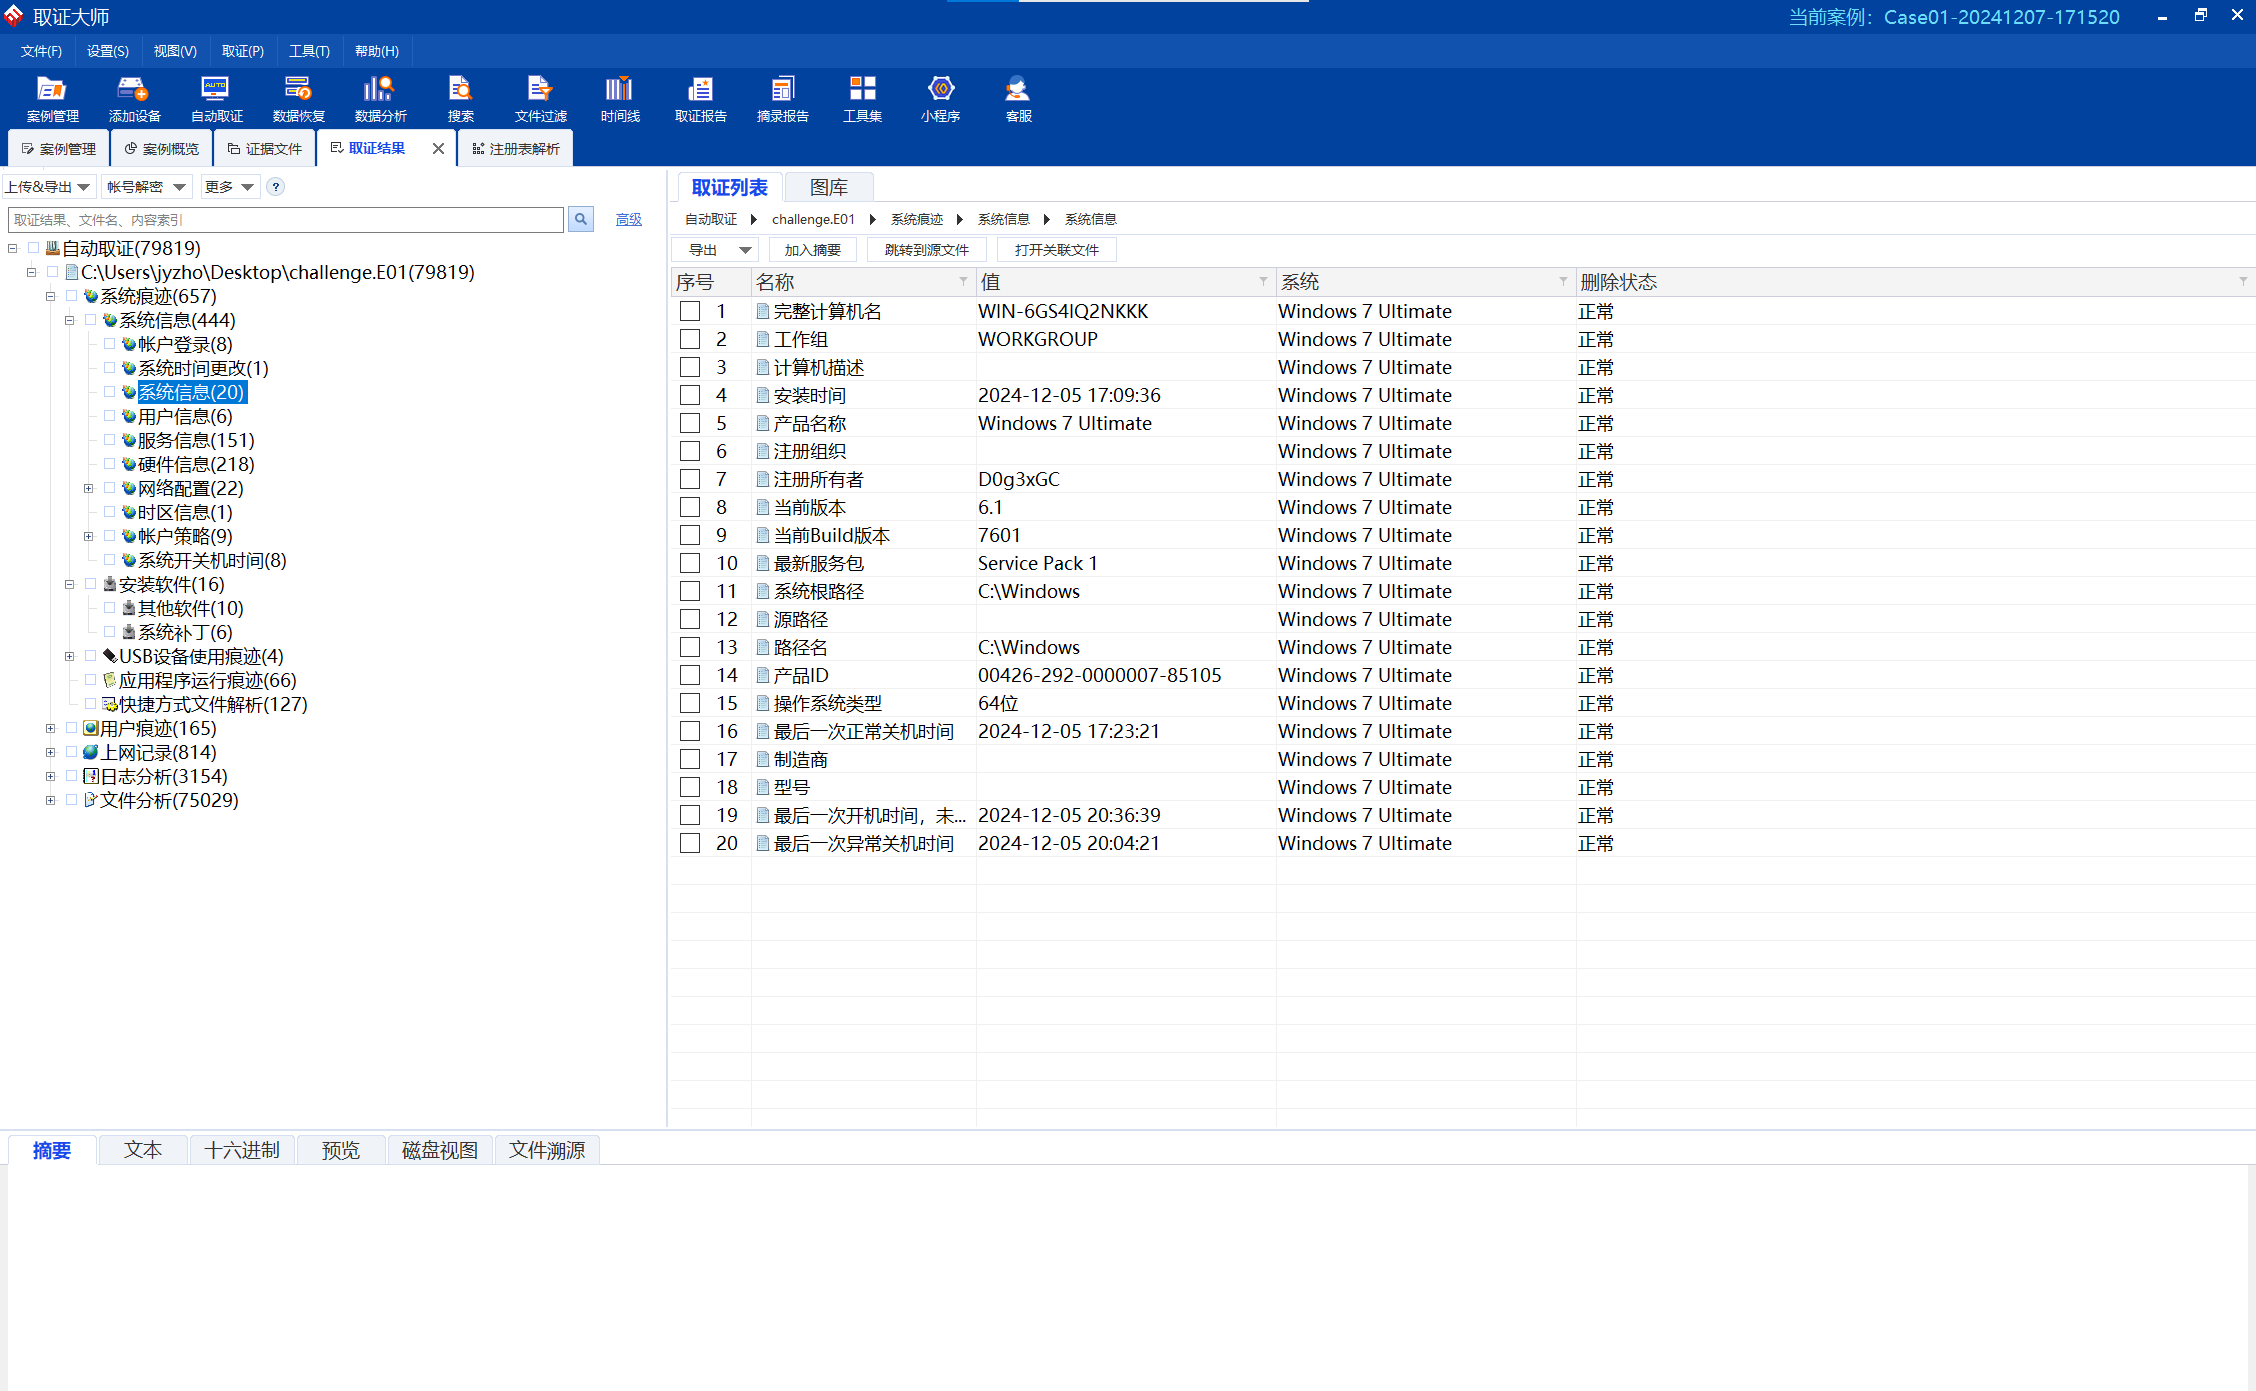 取证大师
当前案例：Case01-20241207-171520
文件(F) 设置(S) 视图(V) 取证(P) 工具(T) 帮助(H)
案例管理 添加设备 自动取证 数据恢复 数据分析 搜索 文件过滤 时间线 取证报告 摘录报告 工具集 小程序 客服
案例管理 案例概览 证据文件 取证结果 注册表解析
上传&导出 帐号解密 更多 ?
取证结果、文件名、内容索引 高级
自动取证(79819)
C:\Users\jyzho\Desktop\challenge.E01(79819)
系统痕迹(657)
系统信息(444)
帐户登录(8)
系统时间更改(1)
系统信息(20)
用户信息(6)
服务信息(151)
硬件信息(218)
网络配置(22)
时区信息(1)
帐户策略(9)
系统开关机时间(8)
安装软件(16)
其他软件(10)
系统补丁(6)
USB设备使用痕迹(4)
应用程序运行痕迹(66)
快捷方式文件解析(127)
用户痕迹(165)
上网记录(814)
日志分析(3154)
文件分析(75029)
取证列表 图库
自动取证 challenge.E01 系统痕迹 系统信息 系统信息
导出 加入摘要 跳转到源文件 打开关联文件
序号 名称 值 系统 删除状态
1 完整计算机名 WIN-6GS4IQ2NKKK Windows 7 Ultimate 正常
2 工作组 WORKGROUP Windows 7 Ultimate 正常
3 计算机描述 Windows 7 Ultimate 正常
4 安装时间 2024-12-05 17:09:36 Windows 7 Ultimate 正常
5 产品名称 Windows 7 Ultimate Windows 7 Ultimate 正常
6 注册组织 Windows 7 Ultimate 正常
7 注册所有者 D0g3xGC Windows 7 Ultimate 正常
8 当前版本 6.1 Windows 7 Ultimate 正常
9 当前Build版本 7601 Windows 7 Ultimate 正常
10 最新服务包 Service Pack 1 Windows 7 Ultimate 正常
11 系统根路径 C:\Windows Windows 7 Ultimate 正常
12 源路径 Windows 7 Ultimate 正常
13 路径名 C:\Windows Windows 7 Ultimate 正常
14 产品ID 00426-292-0000007-85105 Windows 7 Ultimate 正常
15 操作系统类型 64位 Windows 7 Ultimate 正常
16 最后一次正常关机时间 2024-12-05 17:23:21 Windows 7 Ultimate 正常
17 制造商 Windows 7 Ultimate 正常
18 型号 Windows 7 Ultimate 正常
19 最后一次开机时间，未... 2024-12-05 20:36:39 Windows 7 Ultimate 正常
20 最后一次异常关机时间 2024-12-05 20:04:21 Windows 7 Ultimate 正常
摘要 文本 十六进制 预览 磁盘视图 文件溯源